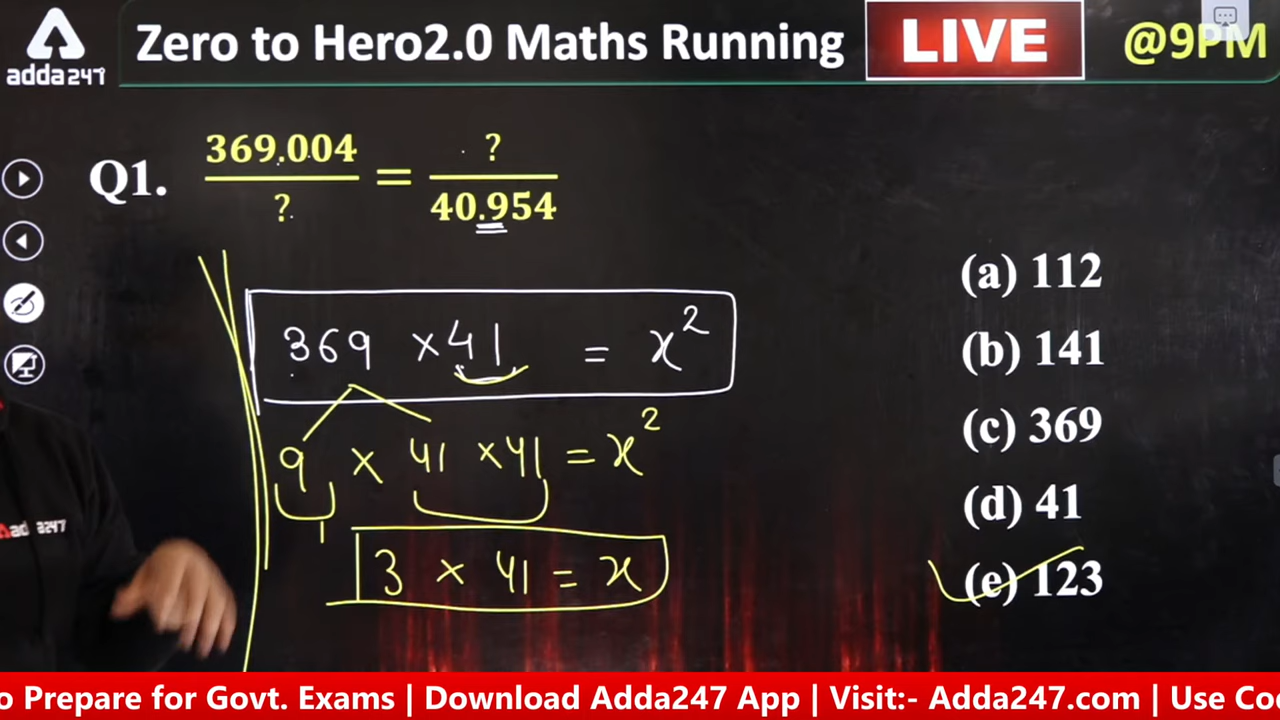 adda247
Zero to Hero2.0 Maths Running
LIVE
@9PM
Q1. 369.004/? = ?/40.954
369 × 41 = x²
9 × 41 × 41 = x²
3 × 41 = x
(a) 112
(b) 141
(c) 369
(d) 41
(e) 123
3247
o Prepare for Govt. Exams | Download Adda247 App | Visit:- Adda247.com | Use Co